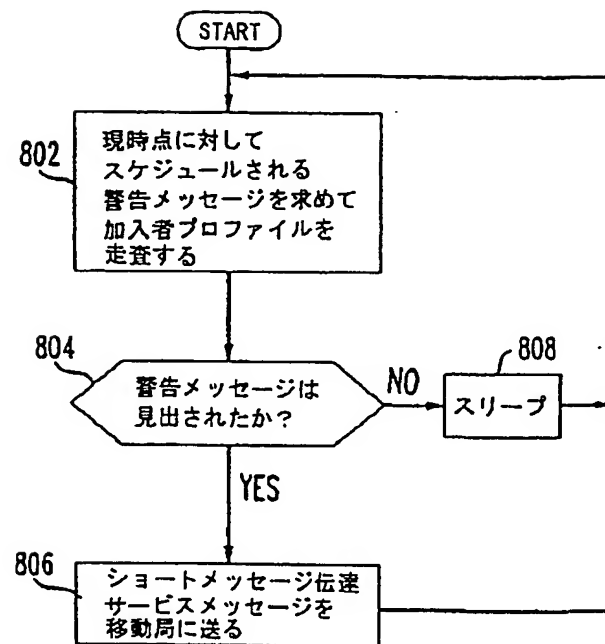 START
802
現時点に対して
スケジュールされる
警告メッセージを求めて
加入者プロファイルを
走査する
804
警告メッセージは
見出されたか？
NO
808
スリープ
YES
806
ショートメッセージ伝達
サービスメッセージを
移動局に送る